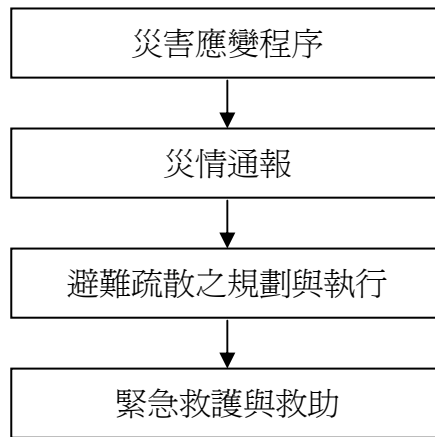 災害應變程序
災情通報
避難疏散之規劃與執行
緊急救護與救助